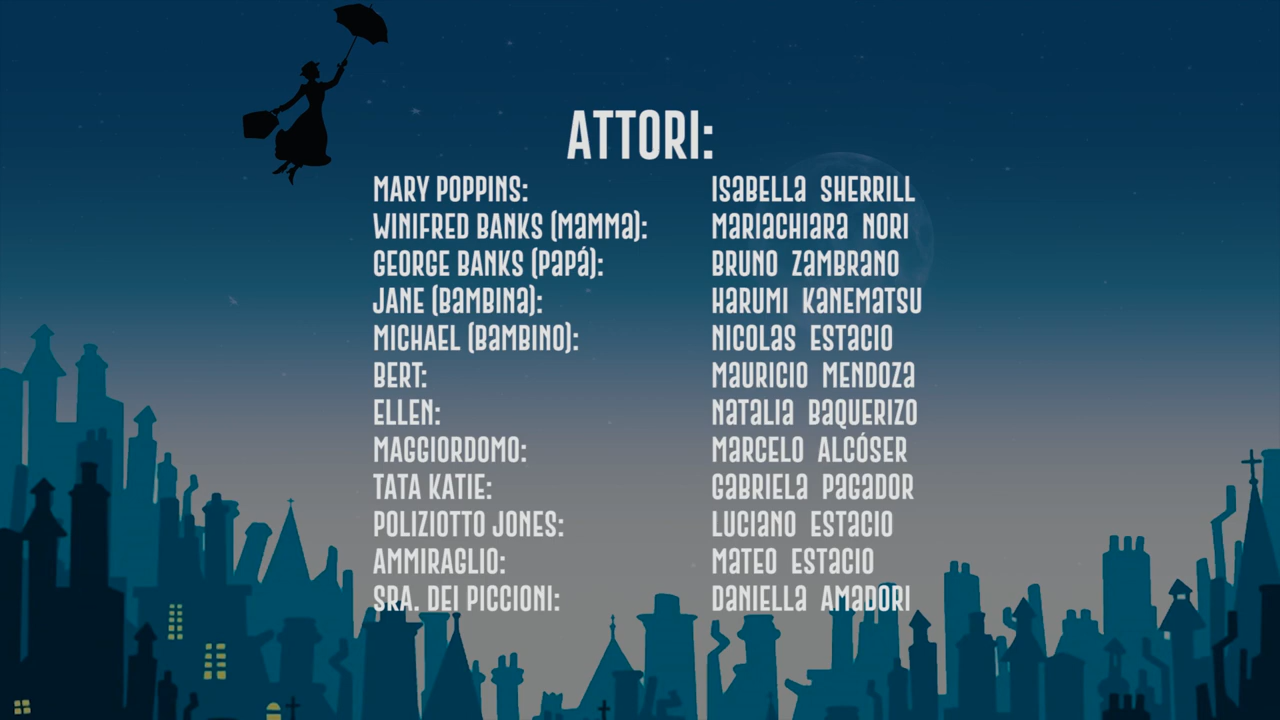 ATTORI:
MARY POPPINS: ISABELLA SHERRILL
WINIFRED BANKS (MAMMA): MARIACHIARA NORI
GEORGE BANKS (PAPÁ): BRUNO ZAMBRANO
JANE (BAMBINA): HARUMI KANEMATSU
MICHAEL (BAMBINO): NICOLAS ESTACIO
BERT: MAURICIO MENDOZA
ELLEN: NATALIA BAQUERIZO
MAGGIORDOMO: MARCELO ALCÓSER
TATA KATIE: GABRIELA PAGADOR
POLIZIOTTO JONES: LUCIANO ESTACIO
AMMIRAGLIO: MATEO ESTACIO
SRA. DEI PICCIONI: DANIELLA AMADORI